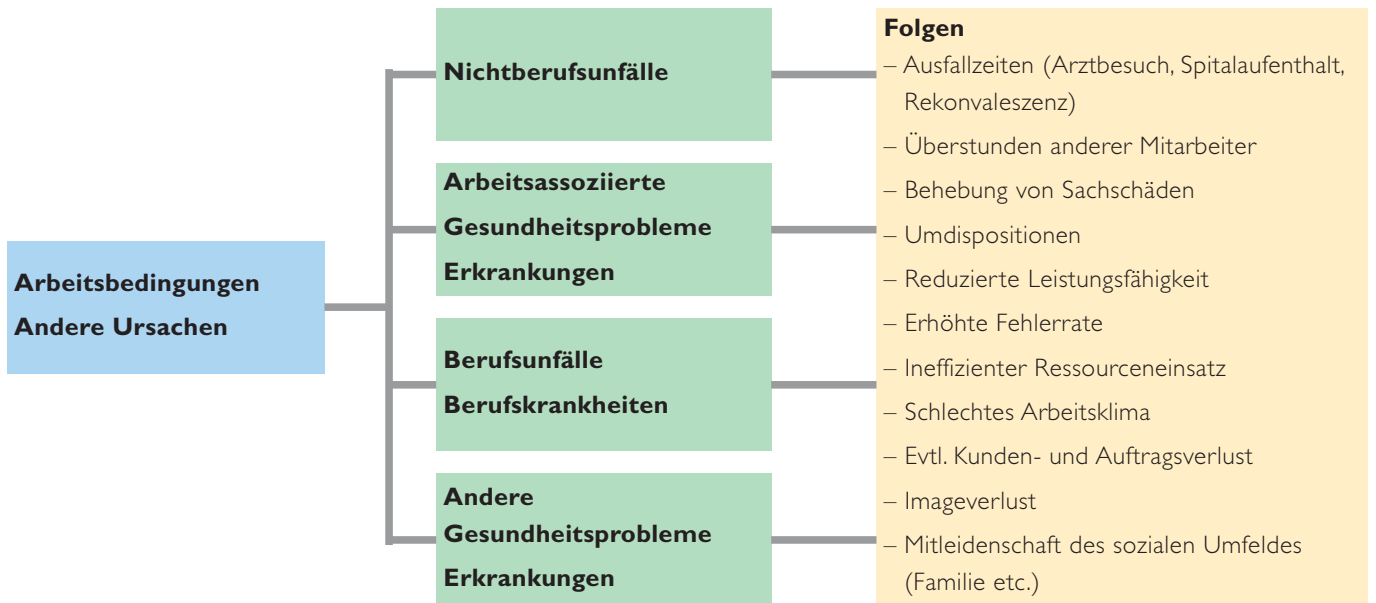 Arbeitsbedingungen
Andere Ursachen
Nichtberufsunfälle
Arbeitsassoziierte
Gesundheitsprobleme
Erkrankungen
Berufsunfälle
Berufskrankheiten
Andere
Gesundheitsprobleme
Erkrankungen
Folgen
– Ausfallzeiten (Arztbesuch, Spitalaufenthalt,
Rekonvaleszenz)
– Überstunden anderer Mitarbeiter
– Behebung von Sachschäden
– Umdispositionen
– Reduzierte Leistungsfähigkeit
– Erhöhte Fehlerrate
– Ineffizienter Ressourceneinsatz
– Schlechtes Arbeitsklima
– Evtl. Kunden- und Auftragsverlust
– Imageverlust
– Mitleidenschaft des sozialen Umfeldes
(Familie etc.)